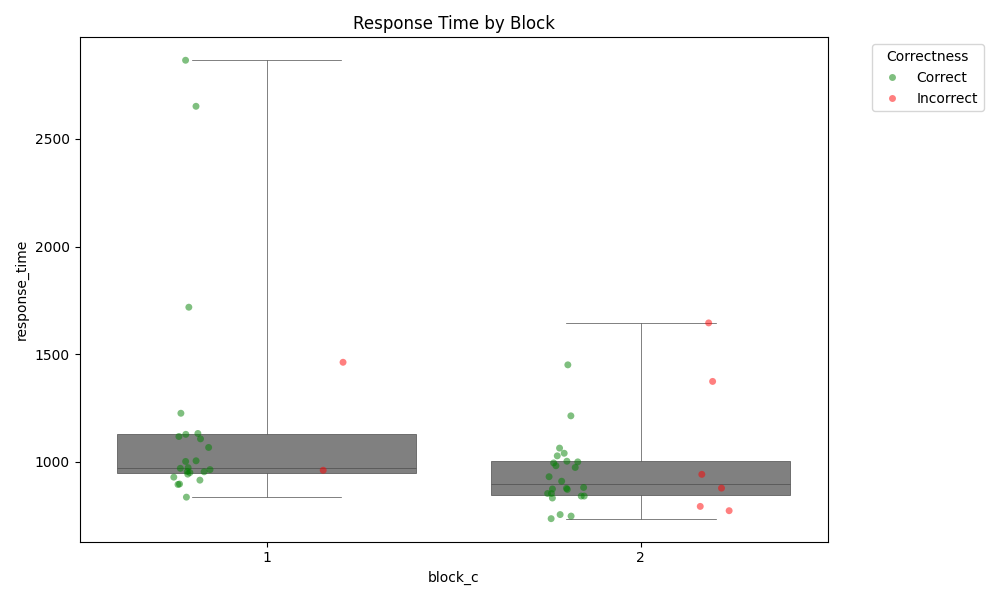 Response Time by Block
Correctness
Correct
Incorrect
response_time
2500
2000
1500
1000
1
2
block_c